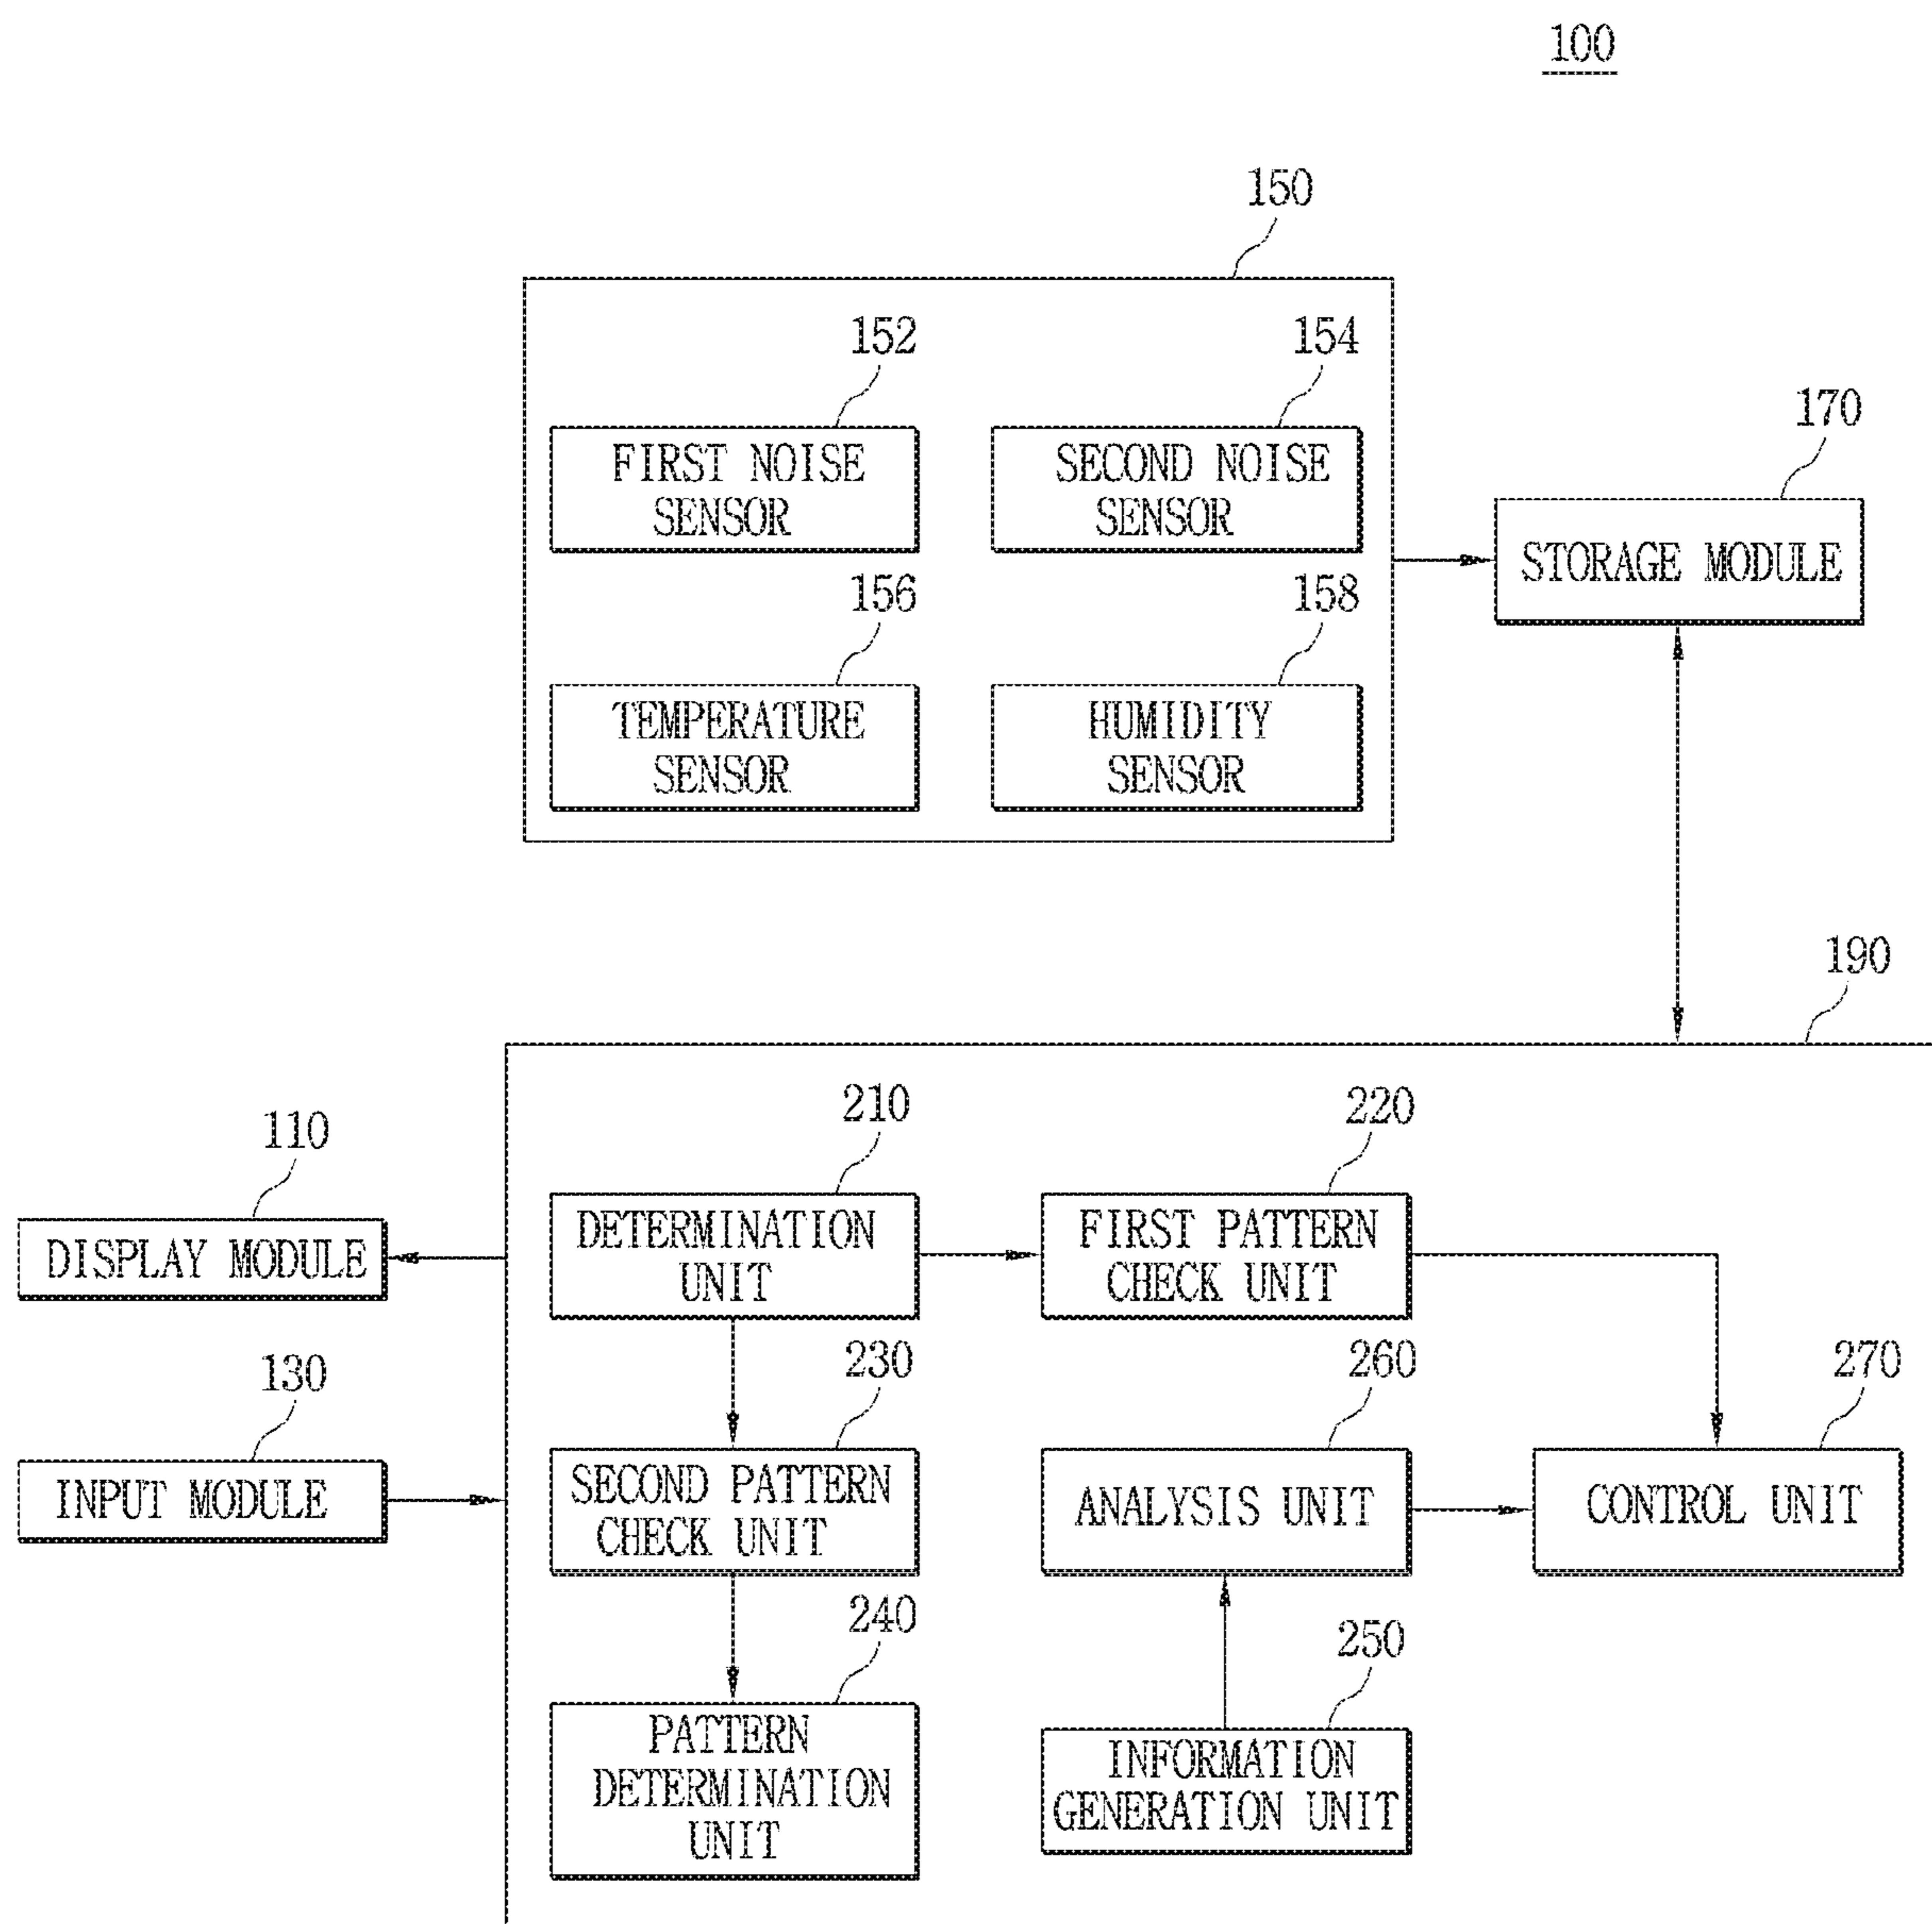 100
150
152
154
FIRST NOISE
SENSOR
SECOND NOISE
SENSOR
170
STORAGE MODULE
156
158
TEMPERATURE
SENSOR
HUMIDITY
SENSOR
190
210
220
110
DETERMINATION
UNIT
FIRST PATTERN
CHECK UNIT
DISPLAY MODULE
130
230
260
270
INPUT MODULE
SECOND PATTERN
CHECK UNIT
ANALYSIS UNIT
CONTROL UNIT
240
250
PATTERN
DETERMINATION
UNIT
INFORMATION
GENERATION UNIT